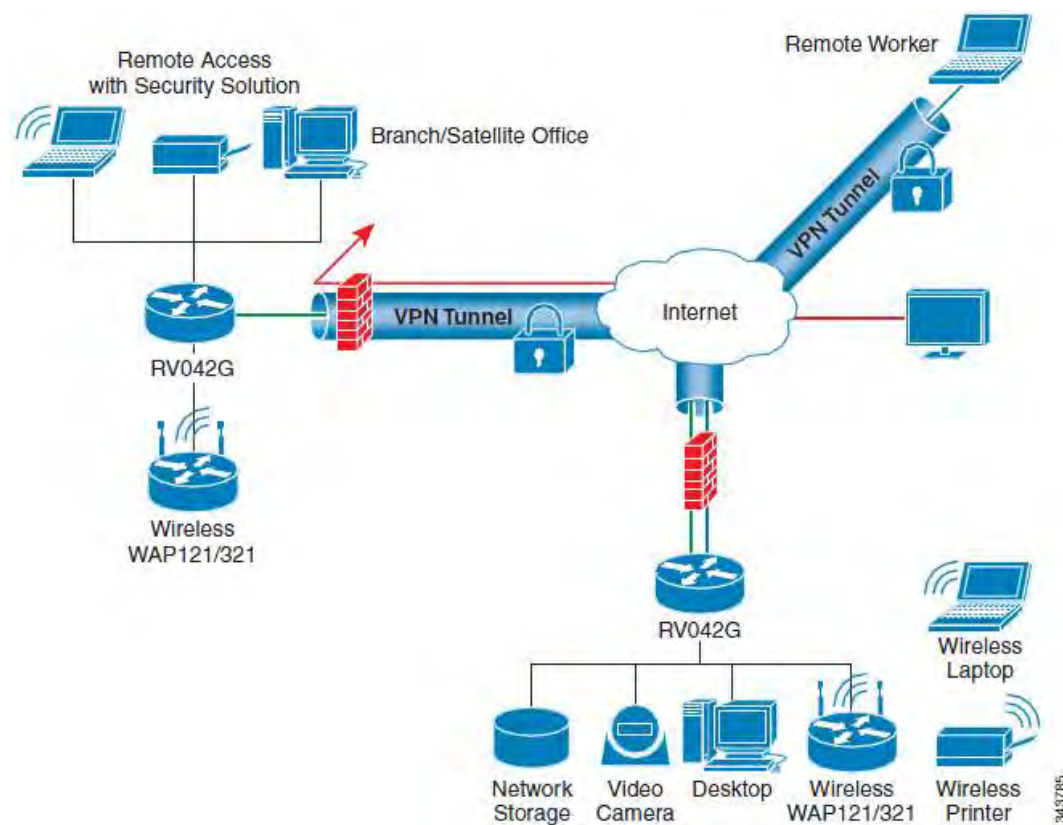 Remote Access
with Security Solution
Branch/Satellite Office
Remote Worker
VPN Tunnel
VPN Tunnel
Internet
RV042G
Wireless
WAP121/321
RV042G
Wireless
Laptop
Network
Storage
Video
Camera
Desktop
Wireless
WAP121/321
Wireless
Printer
343785